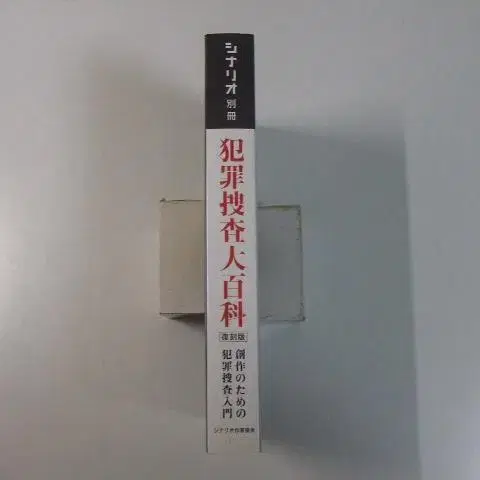 シナリオ別冊
犯罪捜査大百科
復刻版
創作のための
犯罪捜査入門
シナリオ作家協会